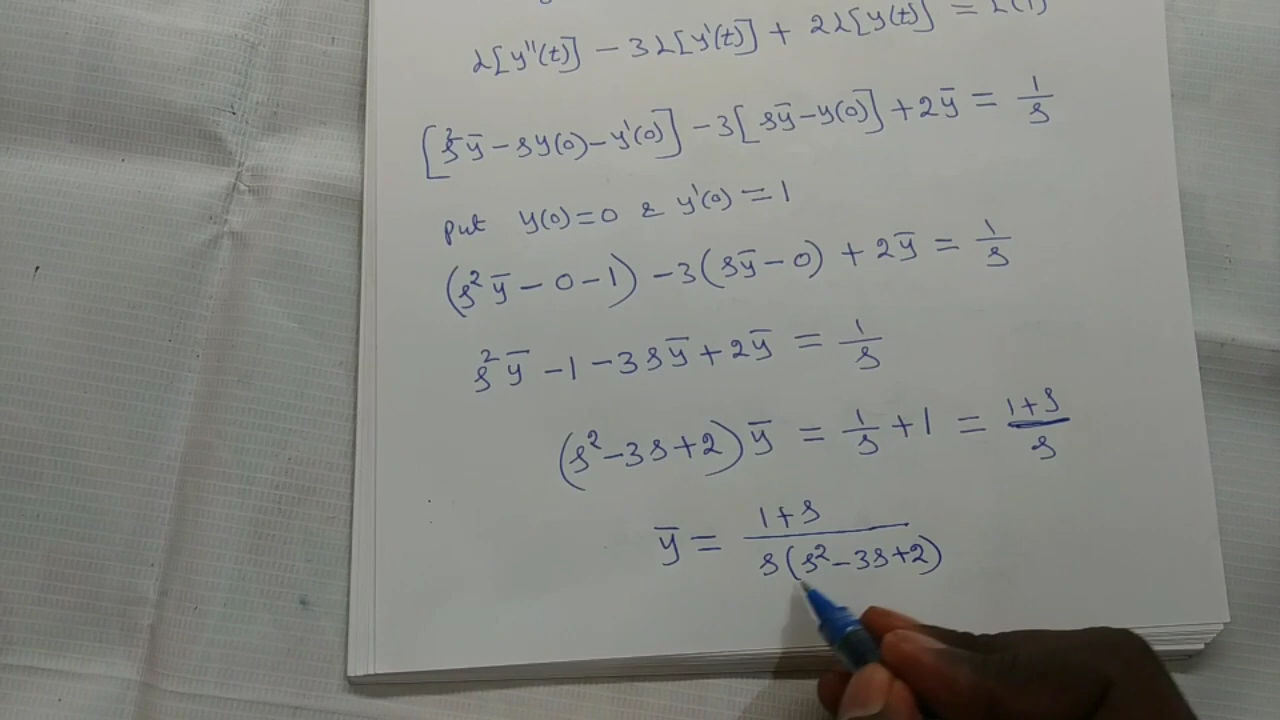 L[y''(t)] - 3L[y'(t)] + 2L[y(t)] = L(1)
[s²ȳ - sy(0) - y'(0)] - 3[sȳ - y(0)] + 2ȳ = 1/s
put y(0)=0 & y'(0) = 1
(s²ȳ - 0 - 1) - 3(sȳ - 0) + 2ȳ = 1/s
s²ȳ - 1 - 3sȳ + 2ȳ = 1/s
(s² - 3s + 2)ȳ = 1/s + 1 = (1+s)/s
ȳ = (1+s)/(s(s² - 3s + 2))